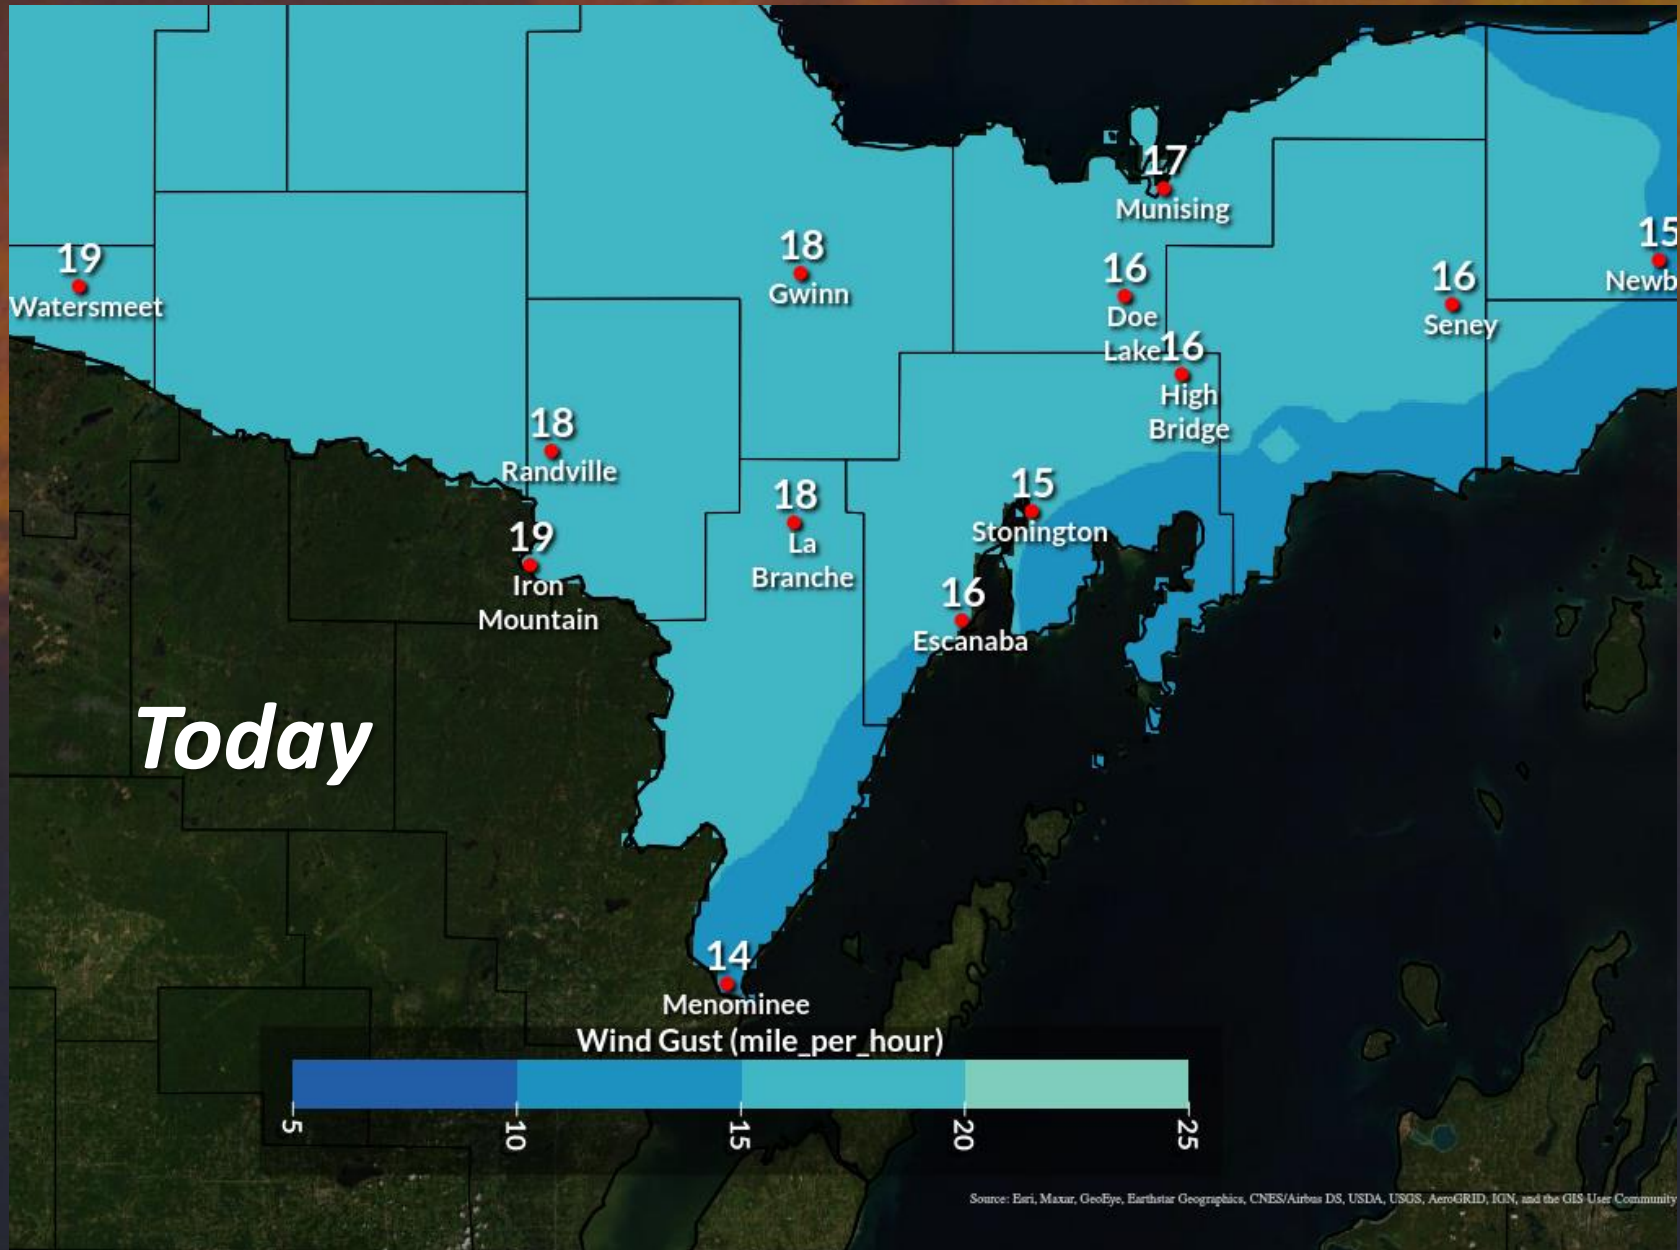 17
Munising
15
Newb
18
Gwinn
19
Watersmeet
16
Doe
Lake
16
Seney
16
High
Bridge
18
Randville
18
La
Branche
15
Stonington
19
Iron
Mountain
16
Escanaba
Today
14
Menominee
Wind Gust (mile_per_hour)
5
10
15
20
25
Source: Esri, Maxar, GeoEye, Earthstar Geographics, CNES/Airbus DS, USDA, USGS, AeroGRID, IGN, and the GIS User Community